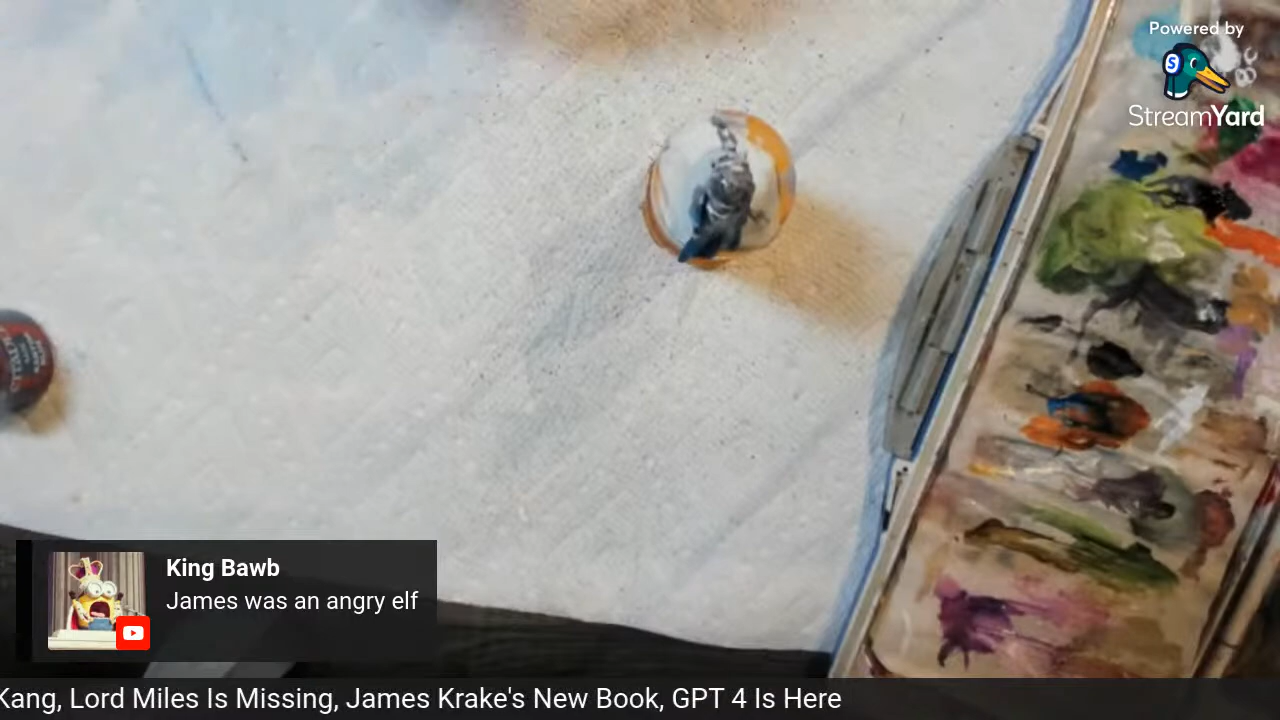 Powered by
StreamYard
King Bawb
James was an angry elf
Kang, Lord Miles Is Missing, James Krake's New Book, GPT 4 Is Here